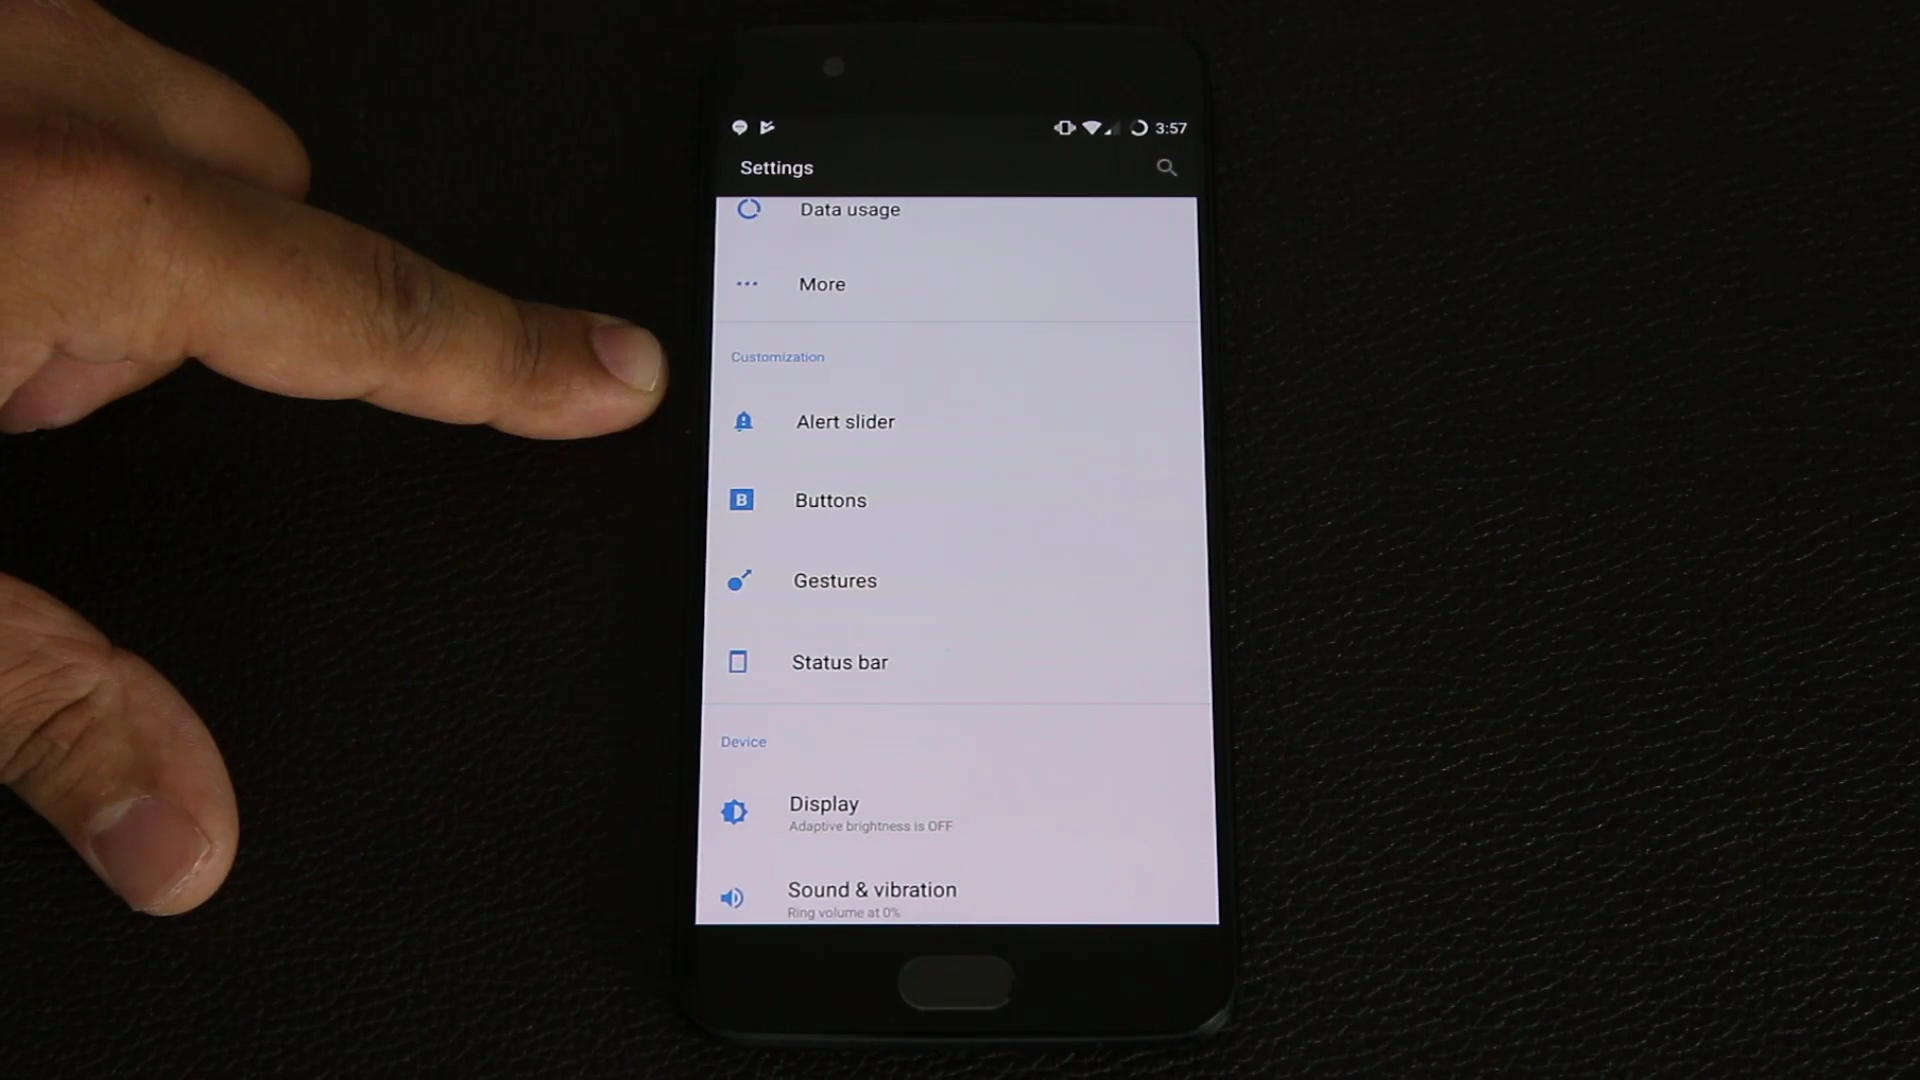 3:57
Settings
Data usage
More
Customization
Alert slider
B
Buttons
Gestures
Status bar
Device
Display
Adaptive brightness is OFF
Sound & vibration
Ring volume at 0%